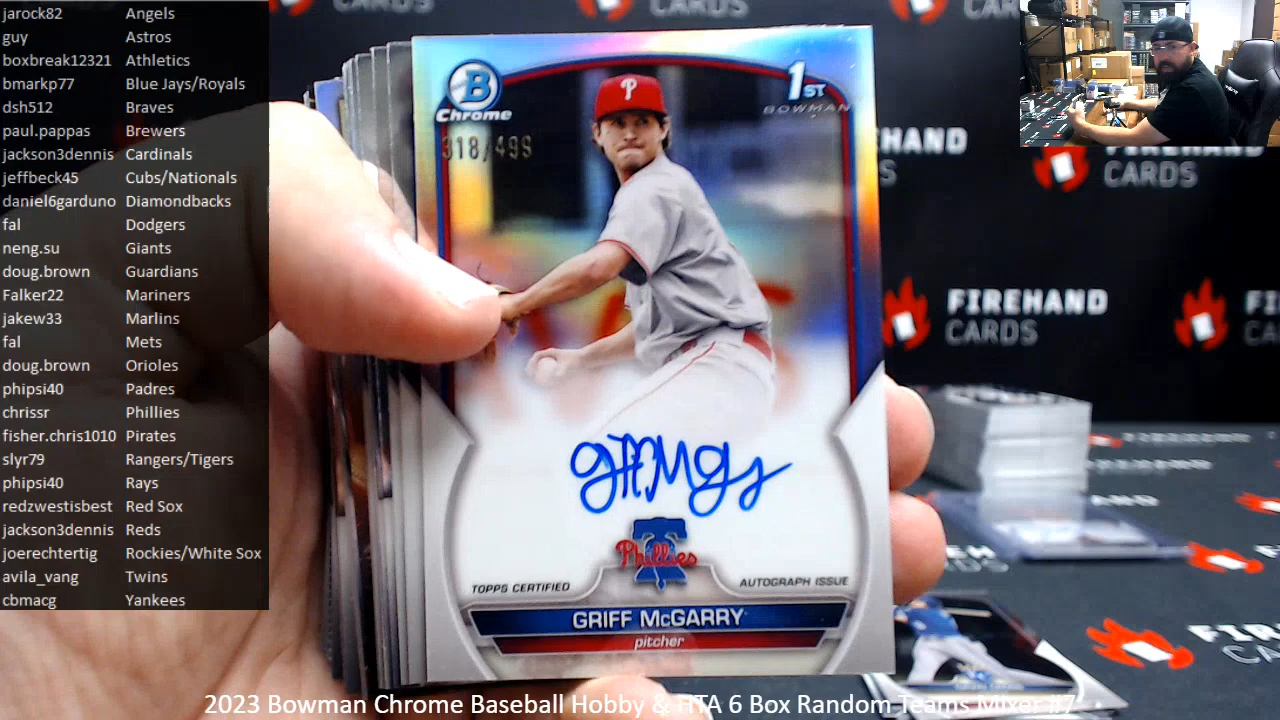 jarock82 Angels
guy Astros
boxbreak12321 Athletics
bmarkp77 Blue Jays/Royals
dsh512 Braves
paul.pappas Brewers
jackson3dennis Cardinals
jeffbeck45 Cubs/Nationals
daniel6garduno Diamondbacks
fal Dodgers
neng.su Giants
doug.brown Guardians
Falker22 Mariners
jakew33 Marlins
fal Mets
doug.brown Orioles
phipsi40 Padres
chrissr Phillies
fisher.chris1010 Pirates
slyr79 Rangers/Tigers
phipsi40 Rays
redzwestisbest Red Sox
jackson3dennis Reds
joerechtertig Rockies/White Sox
avila_vang Twins
cbmacg Yankees
B
Chrome
1ST
BOWMAN
318/499
P
Phillies
TOPPS CERTIFIED
AUTOGRAPH ISSUE
GRIFF McGARRY
pitcher
CARDS
FIREHAND
CARDS
2023 Bowman Chrome Baseball Hobby & HTA 6 Box Random Teams Mixer #7